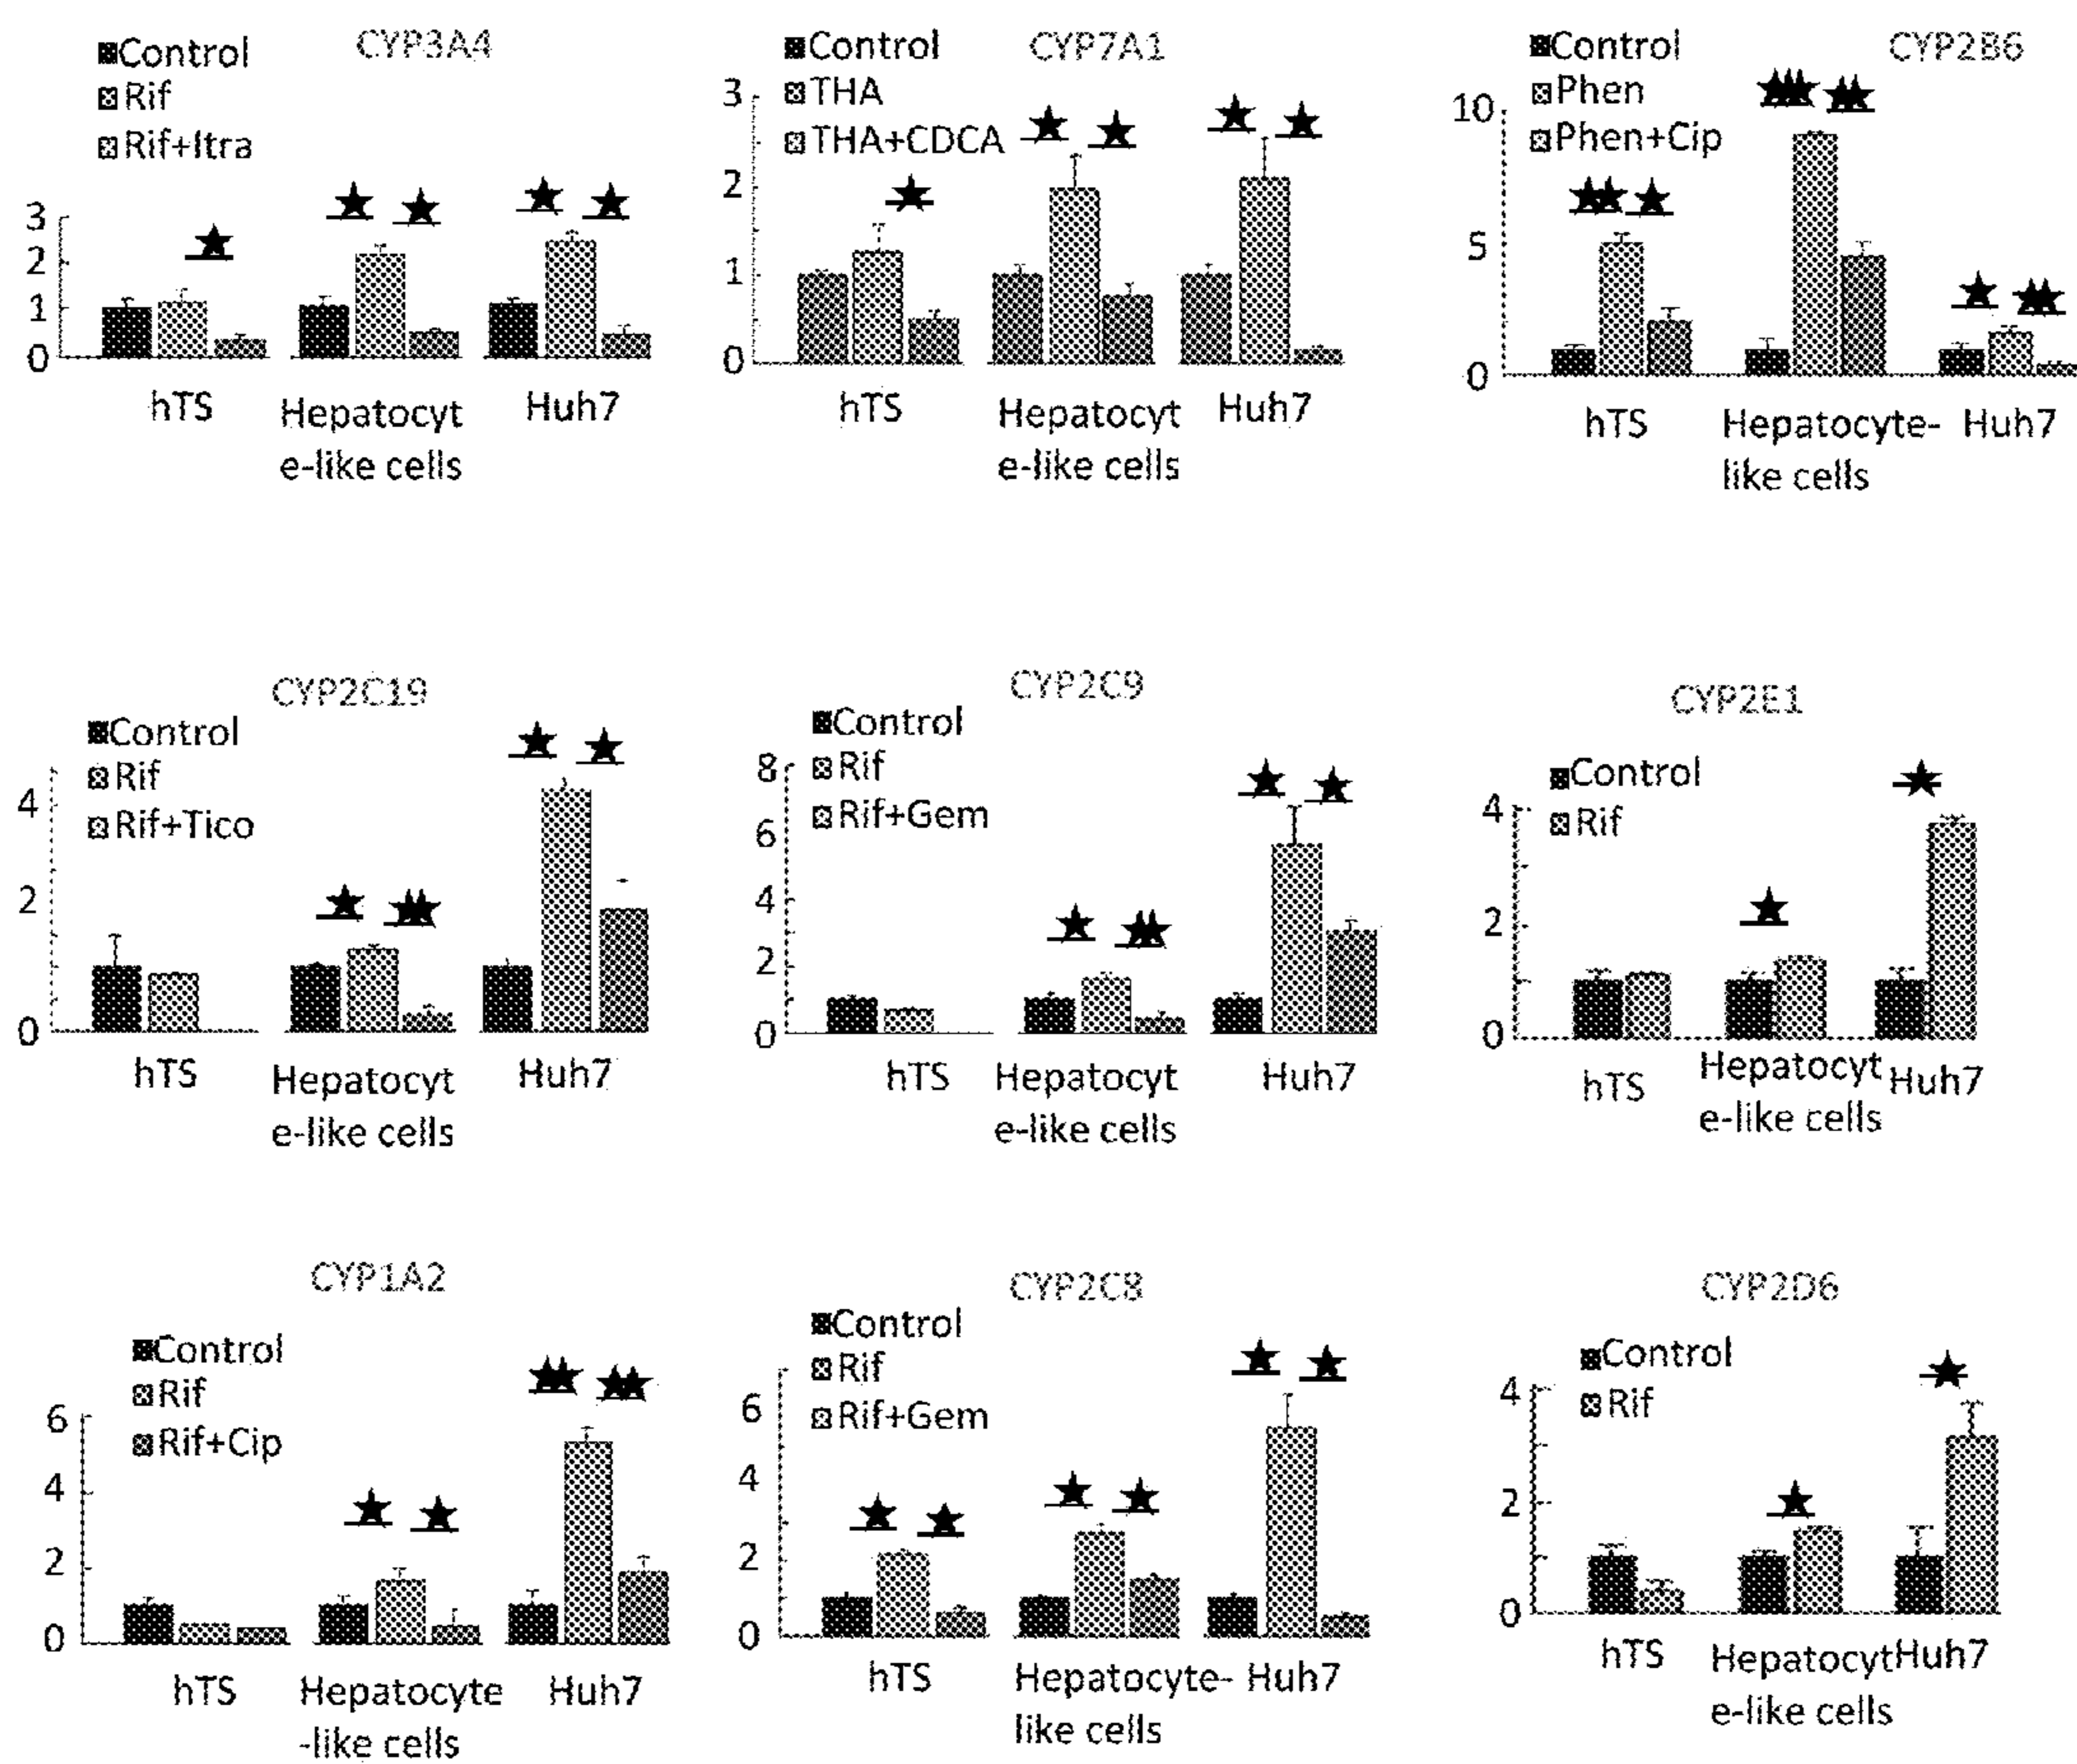 CYP3A4
Control
Rif
Rif+Itra
3
2
1
0
hTS
Hepatocyt
e-like cells
Huh7
CYP7A1
Control
THA
THA+CDCA
3
2
1
0
hTS
Hepatocyt
e-like cells
Huh7
CYP2B6
Control
Phen
Phen+Cip
10
5
0
hTS
Hepatocyte-
like cells
Huh7
CYP2C19
Control
Rif
Rif+Tico
4
2
0
hTS
Hepatocyt
e-like cells
Huh7
CYP2C9
Control
Rif
Rif+Gem
8
6
4
2
0
hTS
Hepatocyt
e-like cells
Huh7
CYP2E1
Control
Rif
4
2
0
hTS
Hepatocyt
e-like cells
Huh7
CYP1A2
Control
Rif
Rif+Cip
6
4
2
0
hTS
Hepatocyte
-like cells
Huh7
CYP2C8
Control
Rif
Rif+Gem
6
4
2
0
hTS
Hepatocyte-
like cells
Huh7
CYP2D6
Control
Rif
4
2
0
hTS
Hepatocyt
e-like cells
Huh7